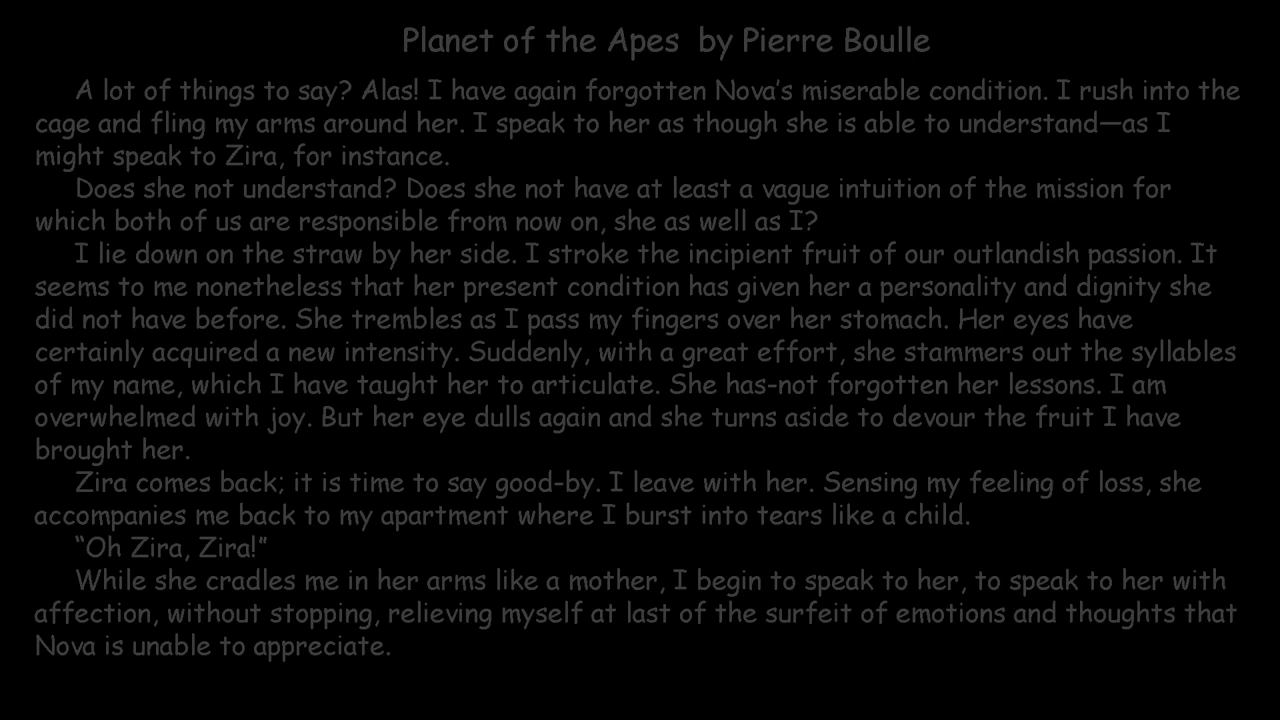 Planet of the Apes  by Pierre Boulle
A lot of things to say? Alas! I have again forgotten Nova’s miserable condition. I rush into the
cage and fling my arms around her. I speak to her as though she is able to understand—as I
might speak to Zira, for instance.
Does she not understand? Does she not have at least a vague intuition of the mission for
which both of us are responsible from now on, she as well as I?
I lie down on the straw by her side. I stroke the incipient fruit of our outlandish passion. It
seems to me nonetheless that her present condition has given her a personality and dignity she
did not have before. She trembles as I pass my fingers over her stomach. Her eyes have
certainly acquired a new intensity. Suddenly, with a great effort, she stammers out the syllables
of my name, which I have taught her to articulate. She has-not forgotten her lessons. I am
overwhelmed with joy. But her eye dulls again and she turns aside to devour the fruit I have
brought her.
Zira comes back; it is time to say good-by. I leave with her. Sensing my feeling of loss, she
accompanies me back to my apartment where I burst into tears like a child.
“Oh Zira, Zira!”
While she cradles me in her arms like a mother, I begin to speak to her, to speak to her with
affection, without stopping, relieving myself at last of the surfeit of emotions and thoughts that
Nova is unable to appreciate.